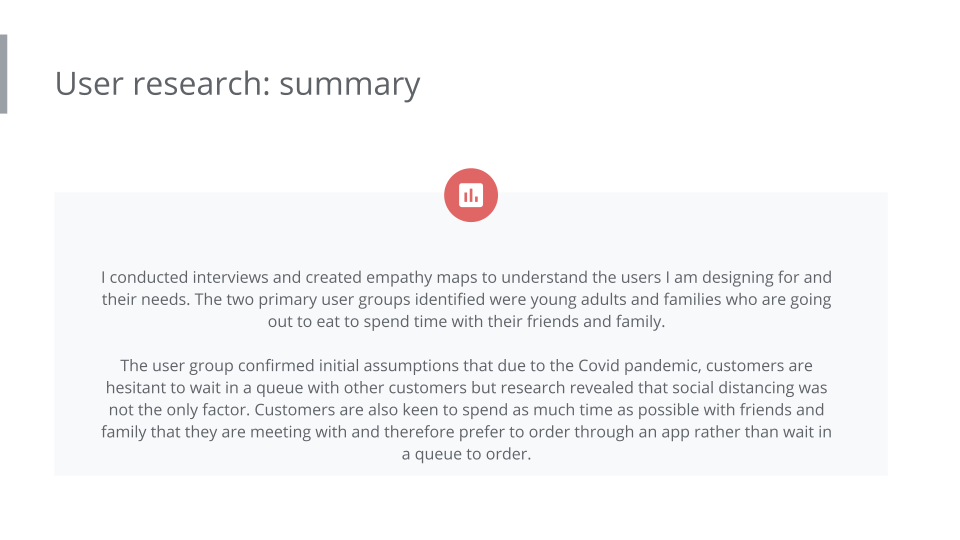 User research: summary
I conducted interviews and created empathy maps to understand the users I am designing for and
their needs. The two primary user groups identified were young adults and families who are going
out to eat to spend time with their friends and family.
The user group confirmed initial assumptions that due to the Covid pandemic, customers are
hesitant to wait in a queue with other customers but research revealed that social distancing was
not the only factor. Customers are also keen to spend as much time as possible with friends and
family that they are meeting with and therefore prefer to order through an app rather than wait in
a queue to order.